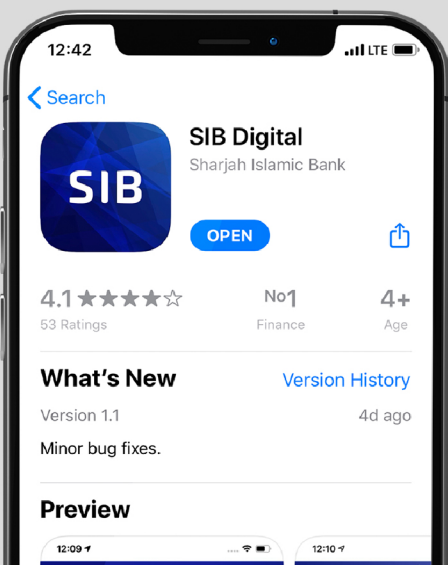 12:42
LTE
Search
SIB
SIB Digital
Sharjah Islamic Bank
OPEN
4.1
No1
4+
53 Ratings
Finance
Age
What's New
Version History
Version 1.1
4d ago
Minor bug fixes.
Preview
12:09
12:10